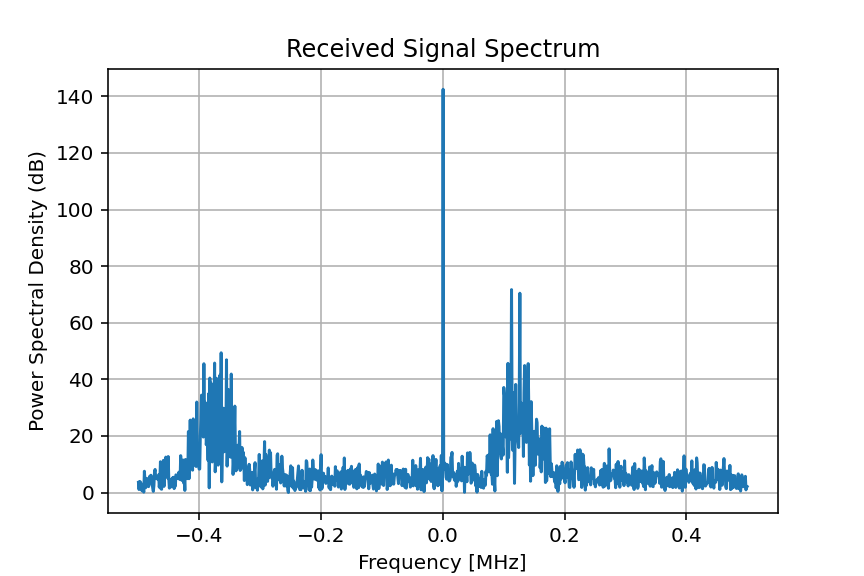 Received Signal Spectrum
Power Spectral Density (dB)
140
120
100
80
60
40
20
0
−0.4 −0.2 0.0 0.2 0.4
Frequency [MHz]